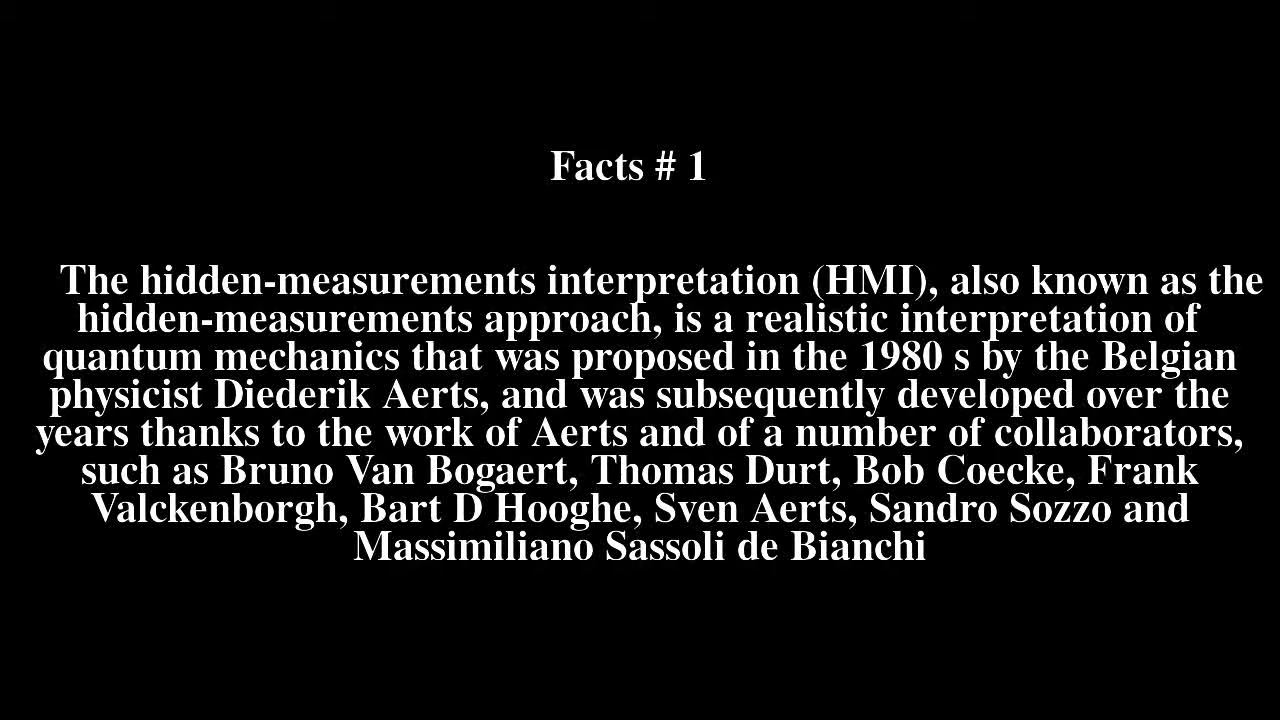 Facts # 1
The hidden-measurements interpretation (HMI), also known as the
hidden-measurements approach, is a realistic interpretation of
quantum mechanics that was proposed in the 1980 s by the Belgian
physicist Diederik Aerts, and was subsequently developed over the
years thanks to the work of Aerts and of a number of collaborators,
such as Bruno Van Bogaert, Thomas Durt, Bob Coecke, Frank
Valckenborgh, Bart D Hooghe, Sven Aerts, Sandro Sozzo and
Massimiliano Sassoli de Bianchi